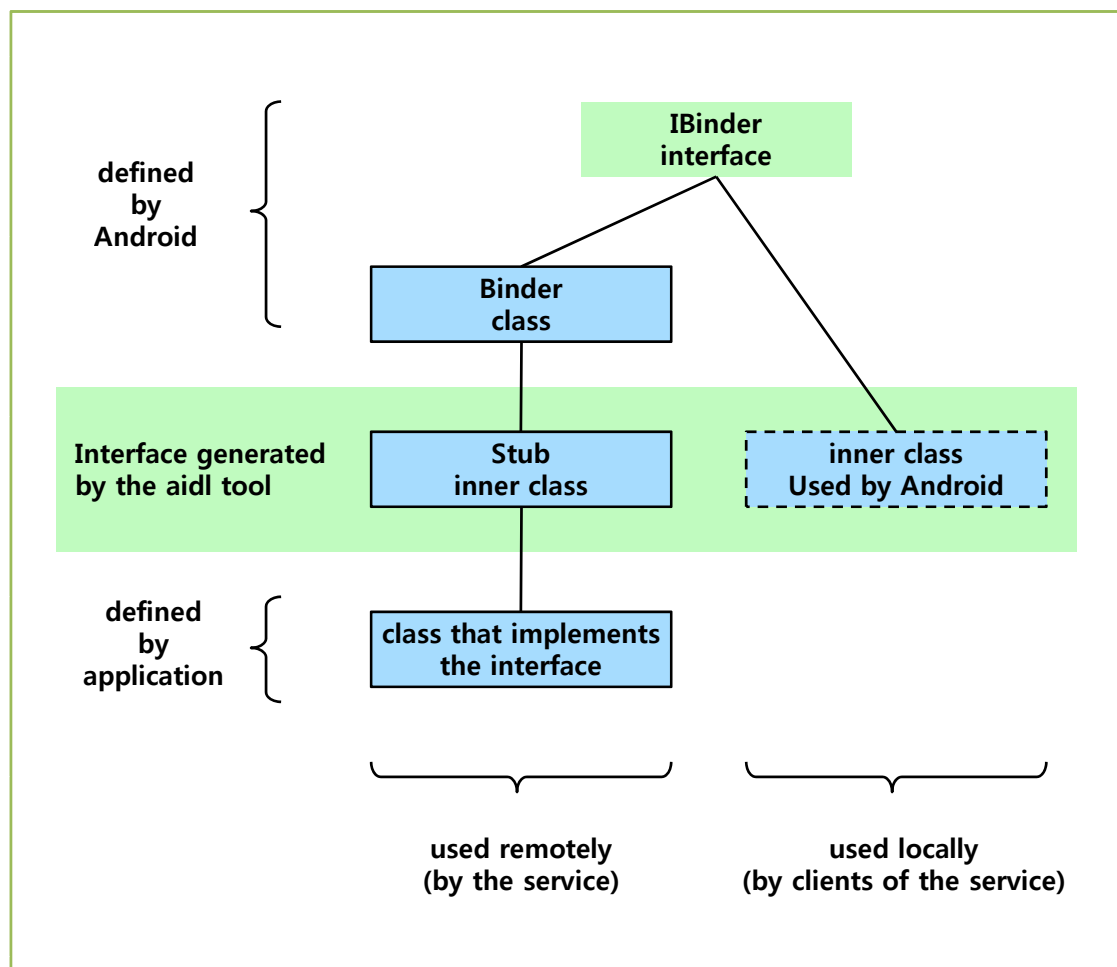 IBinder
interface
defined
by
Android
Binder
class
Interface generated
by the aidl tool
Stub
inner class
inner class
Used by Android
defined
by
application
class that implements
the interface
used remotely
(by the service)
used locally
(by clients of the service)